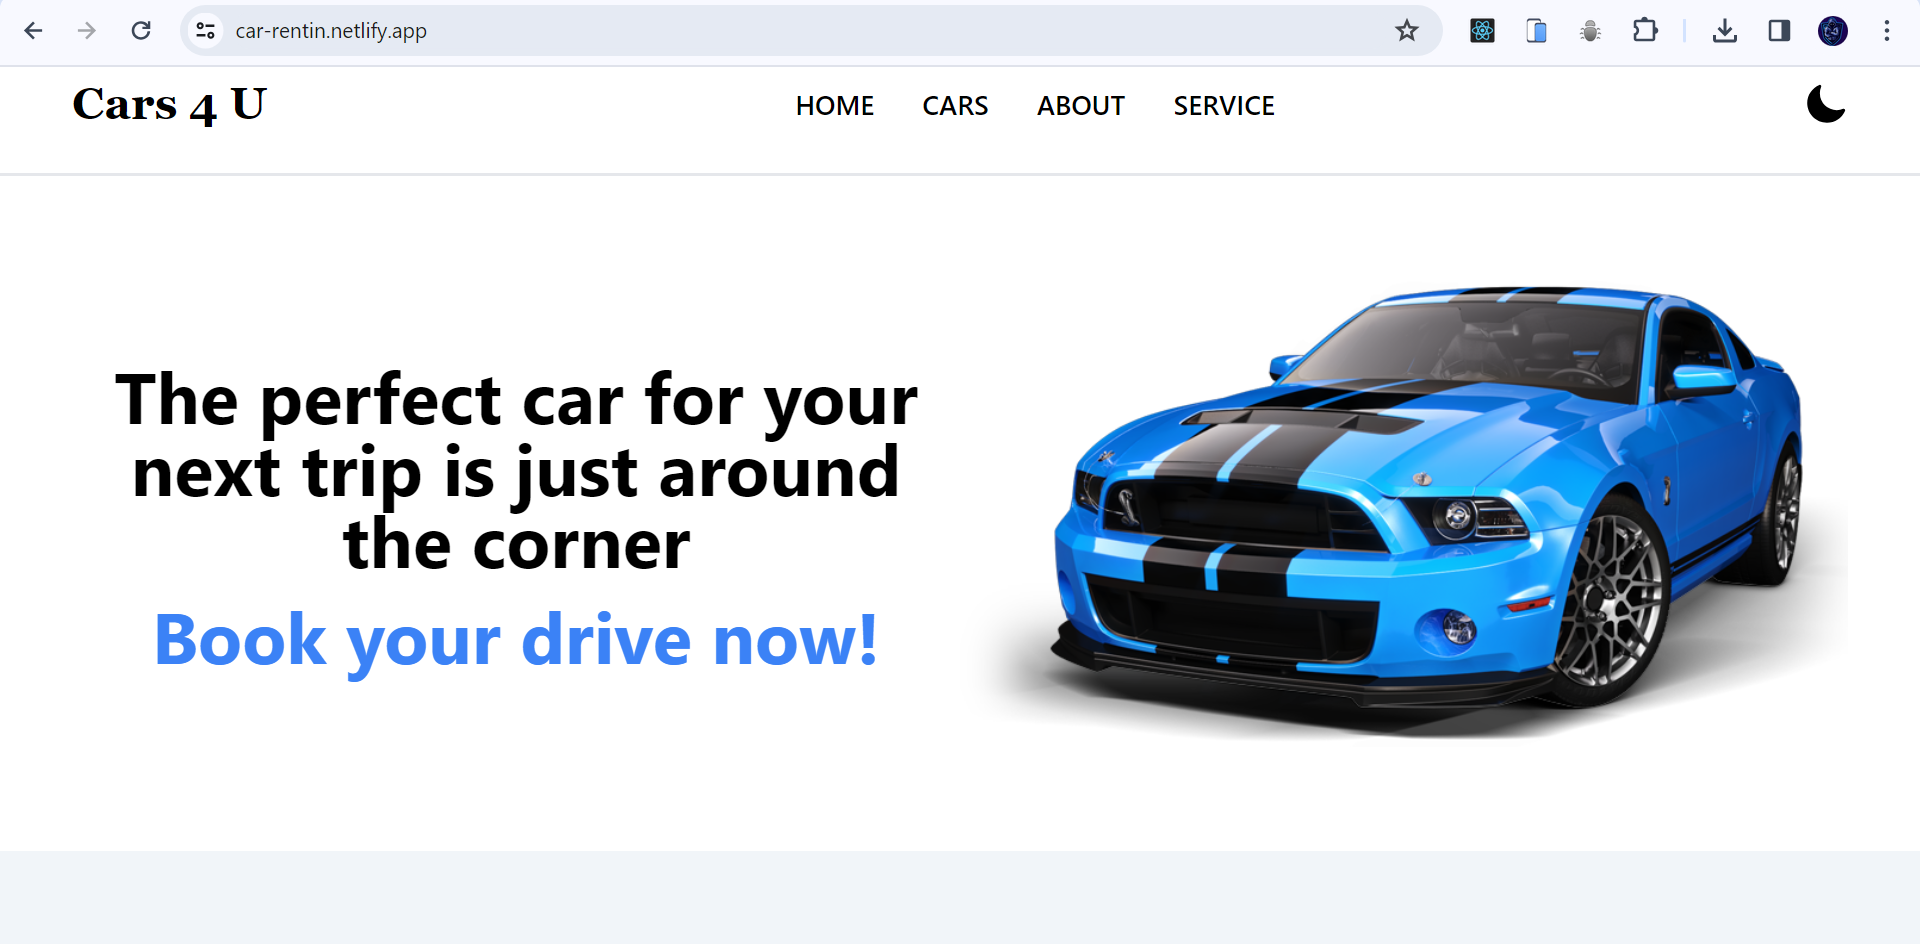 car-rentin.netlify.app
Cars 4 U
HOME CARS ABOUT SERVICE
The perfect car for your
next trip is just around
the corner
Book your drive now!